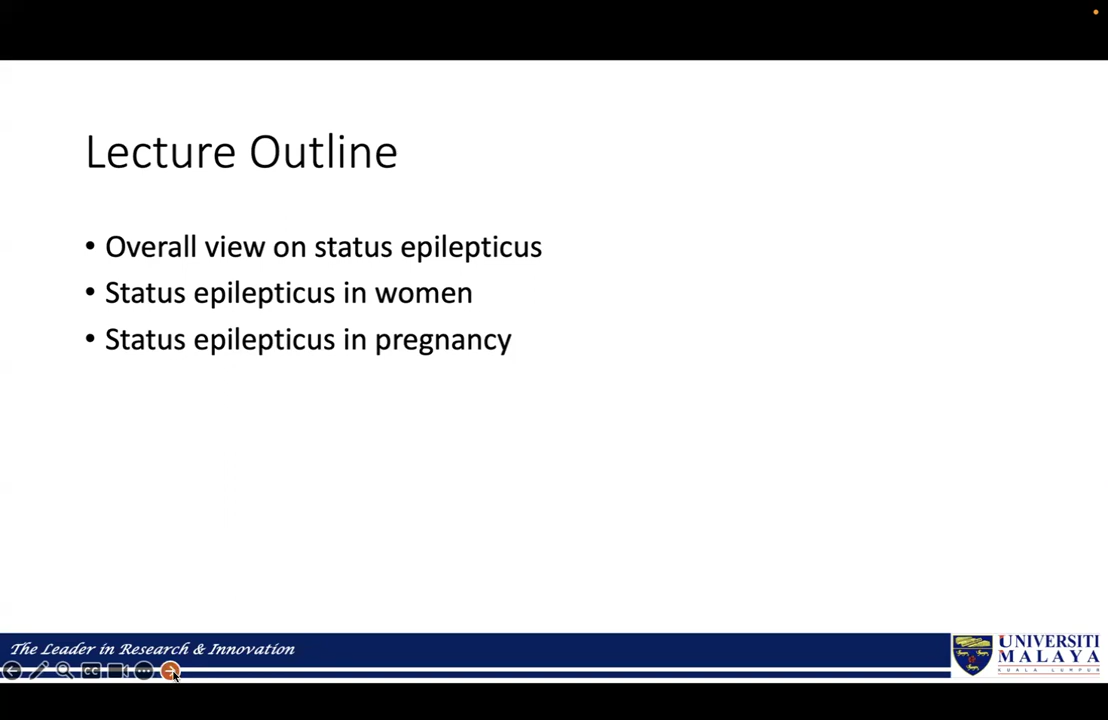 Lecture Outline
• Overall view on status epilepticus
• Status epilepticus in women
• Status epilepticus in pregnancy
The Leader in Research & Innovation
CC
UNIVERSITI
MALAYA
KUALA LUMPUR